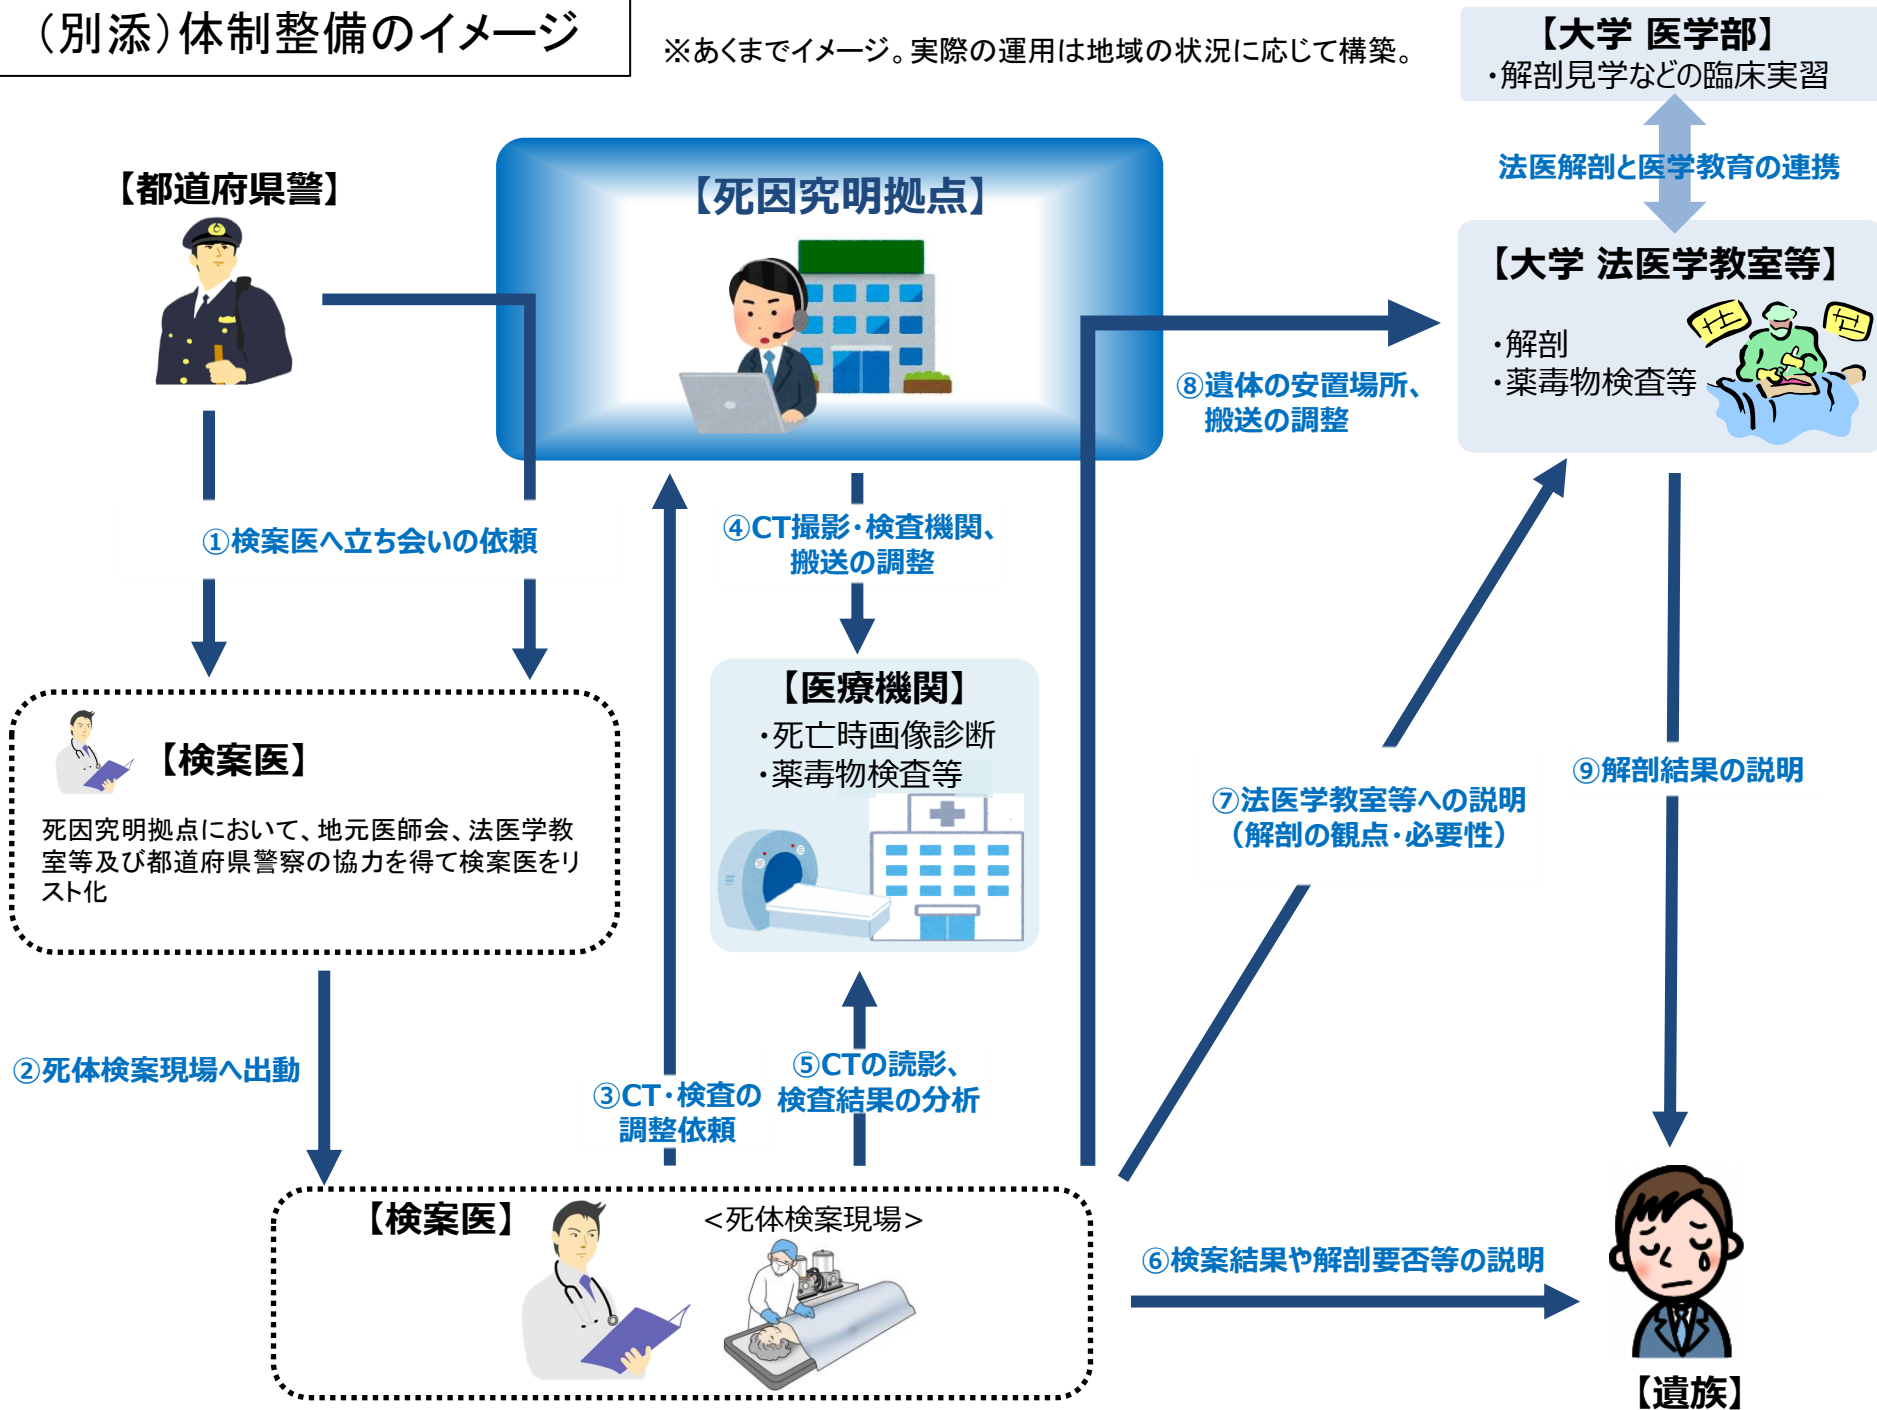 （別添）体制整備のイメージ
※あくまでイメージ。実際の運用は地域の状況に応じて構築。
【大学 医学部】
・解剖見学などの臨床実習
法医解剖と医学教育の連携
【都道府県警】
【死因究明拠点】
【大学 法医学教室等】
・解剖
・薬毒物検査等
⑧遺体の安置場所、
搬送の調整
①検案医へ立ち会いの依頼
④CT撮影・検査機関、
搬送の調整
【医療機関】
・死亡時画像診断
・薬毒物検査等
【検案医】
死因究明拠点において、地元医師会、法医学教
室等及び都道府県警察の協力を得て検案医をリ
スト化
⑦法医学教室等への説明
（解剖の観点・必要性）
⑨解剖結果の説明
②死体検案現場へ出動
③CT・検査の
調整依頼
⑤CTの読影、
検査結果の分析
【検案医】
<死体検案現場>
⑥検案結果や解剖要否等の説明
【遺族】